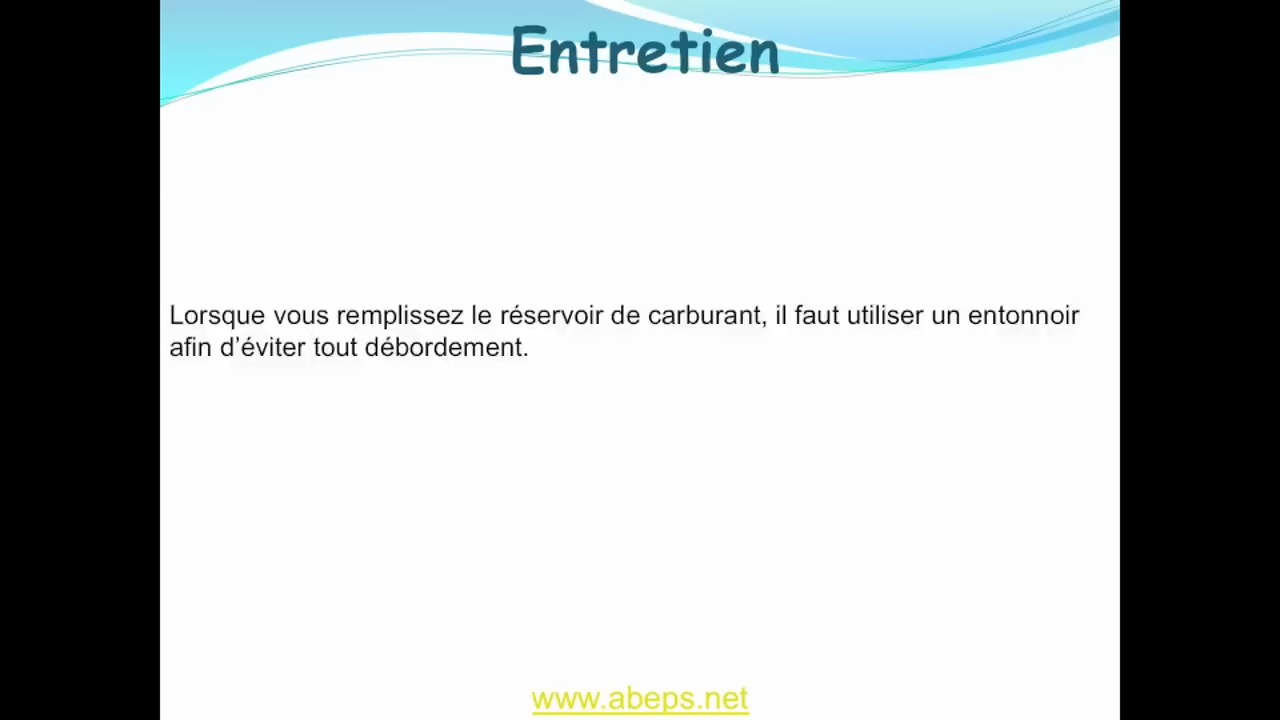 Entretien
Lorsque vous remplissez le réservoir de carburant, il faut utiliser un entonnoir
afin d’éviter tout débordement.
www.abeps.net